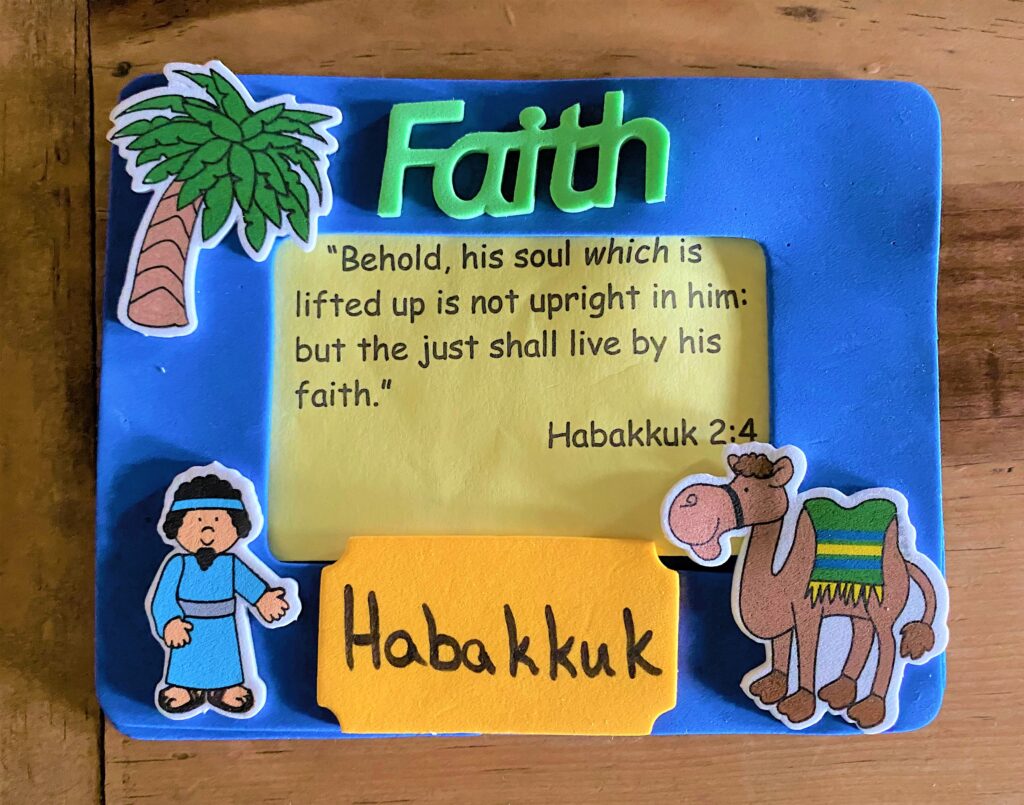 Faith
“Behold, his soul which is
lifted up is not upright in him:
but the just shall live by his
faith.”
Habakkuk 2:4
Habakkuk